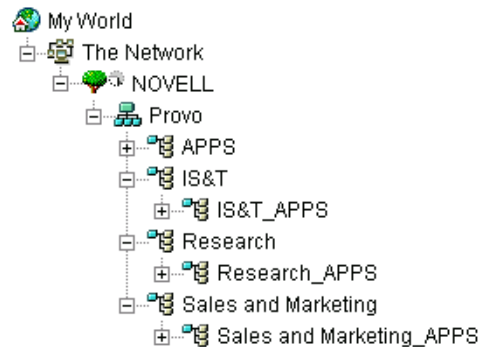 My World
The Network
NOVELL
Provo
APPS
IS&T
IS&T_APPS
Research
Research_APPS
Sales and Marketing
Sales and Marketing_APPS